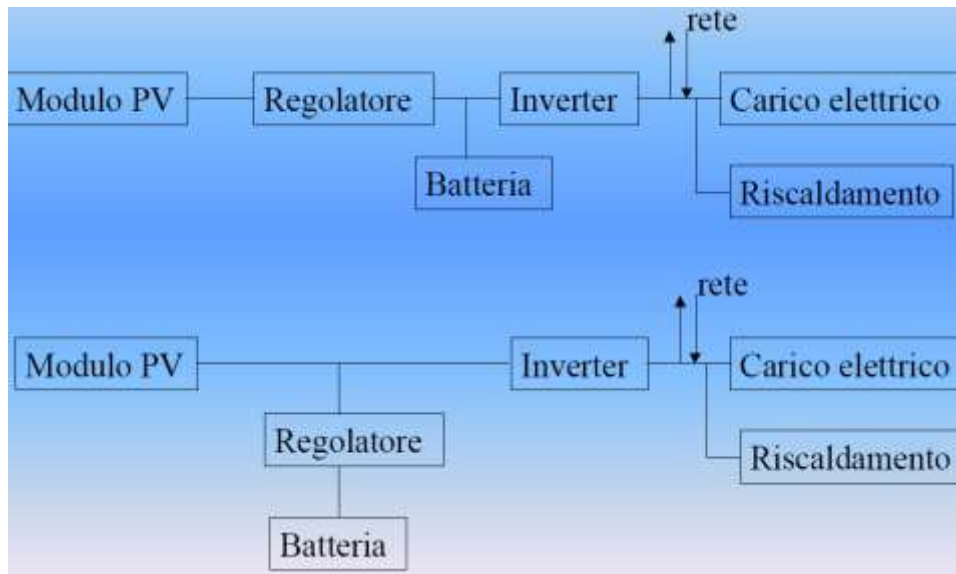 rete
Modulo PV Regolatore Inverter Carico elettrico
Batteria Riscaldamento
rete
Modulo PV Inverter Carico elettrico
Regolatore Riscaldamento
Batteria